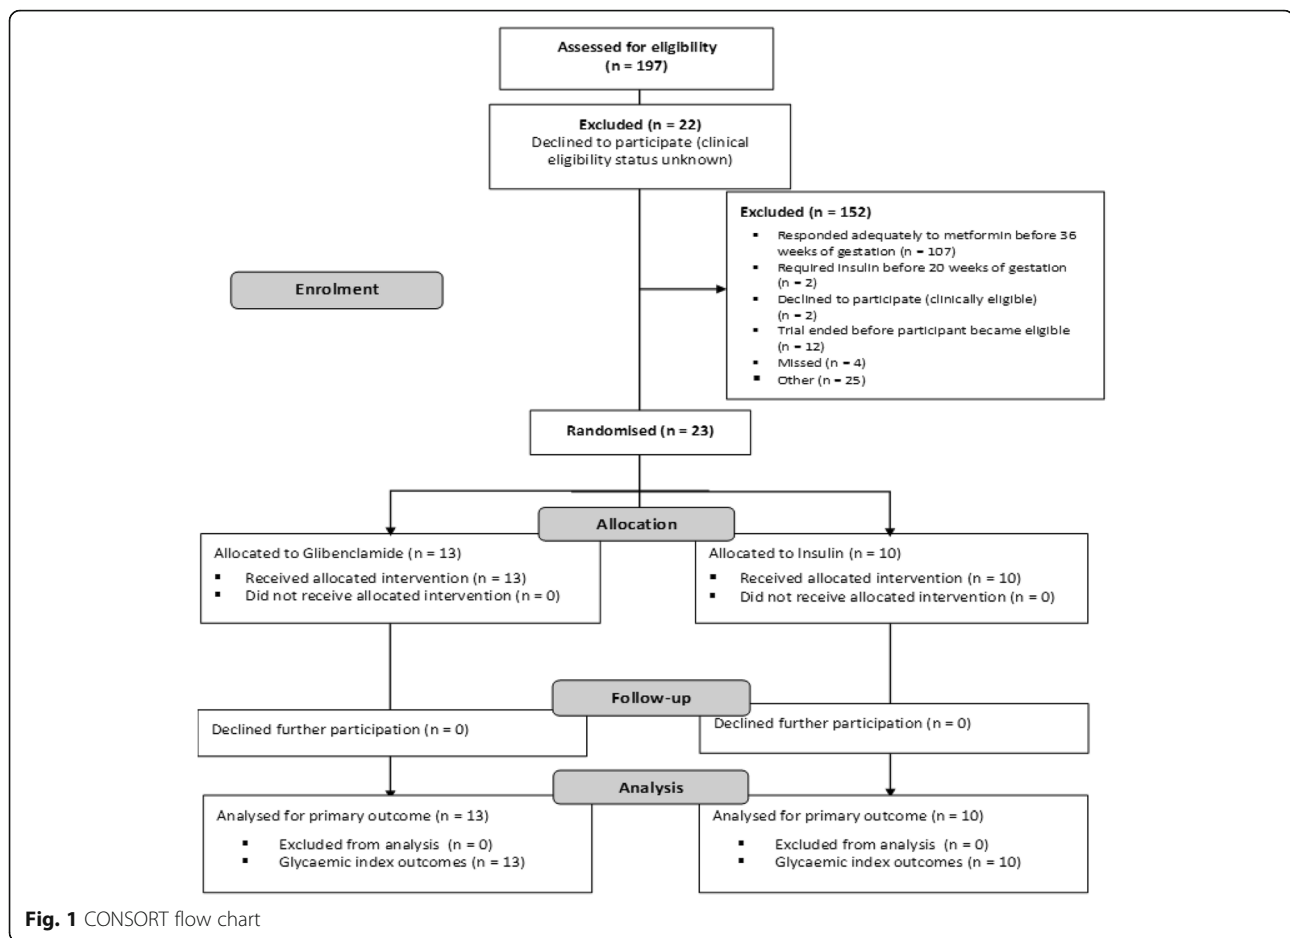 Assessed for eligibility
(n = 197)
Excluded (n = 22)
Declined to participate (clinical
eligibility status unknown)
Excluded (n = 152)
▪ Responded adequately to metformin before 36
weeks of gestation (n = 107)
▪ Required insulin before 20 weeks of gestation
(n = 2)
▪ Declined to participate (clinically eligible)
(n = 2)
▪ Trial ended before participant became eligible
(n = 12)
▪ Missed (n = 4)
▪ Other (n = 25)
Enrolment
Randomised (n = 23)
Allocation
Allocated to Glibenclamide (n = 13)
▪ Received allocated intervention (n = 13)
▪ Did not receive allocated intervention (n = 0)
Allocated to Insulin (n = 10)
▪ Received allocated intervention (n = 10)
▪ Did not receive allocated intervention (n = 0)
Follow-up
Declined further participation (n = 0)
Declined further participation (n = 0)
Analysis
Analysed for primary outcome (n = 13)
▪ Excluded from analysis (n = 0)
▪ Glycaemic index outcomes (n = 13)
Analysed for primary outcome (n = 10)
▪ Excluded from analysis (n = 0)
▪ Glycaemic index outcomes (n = 10)
Fig. 1 CONSORT flow chart